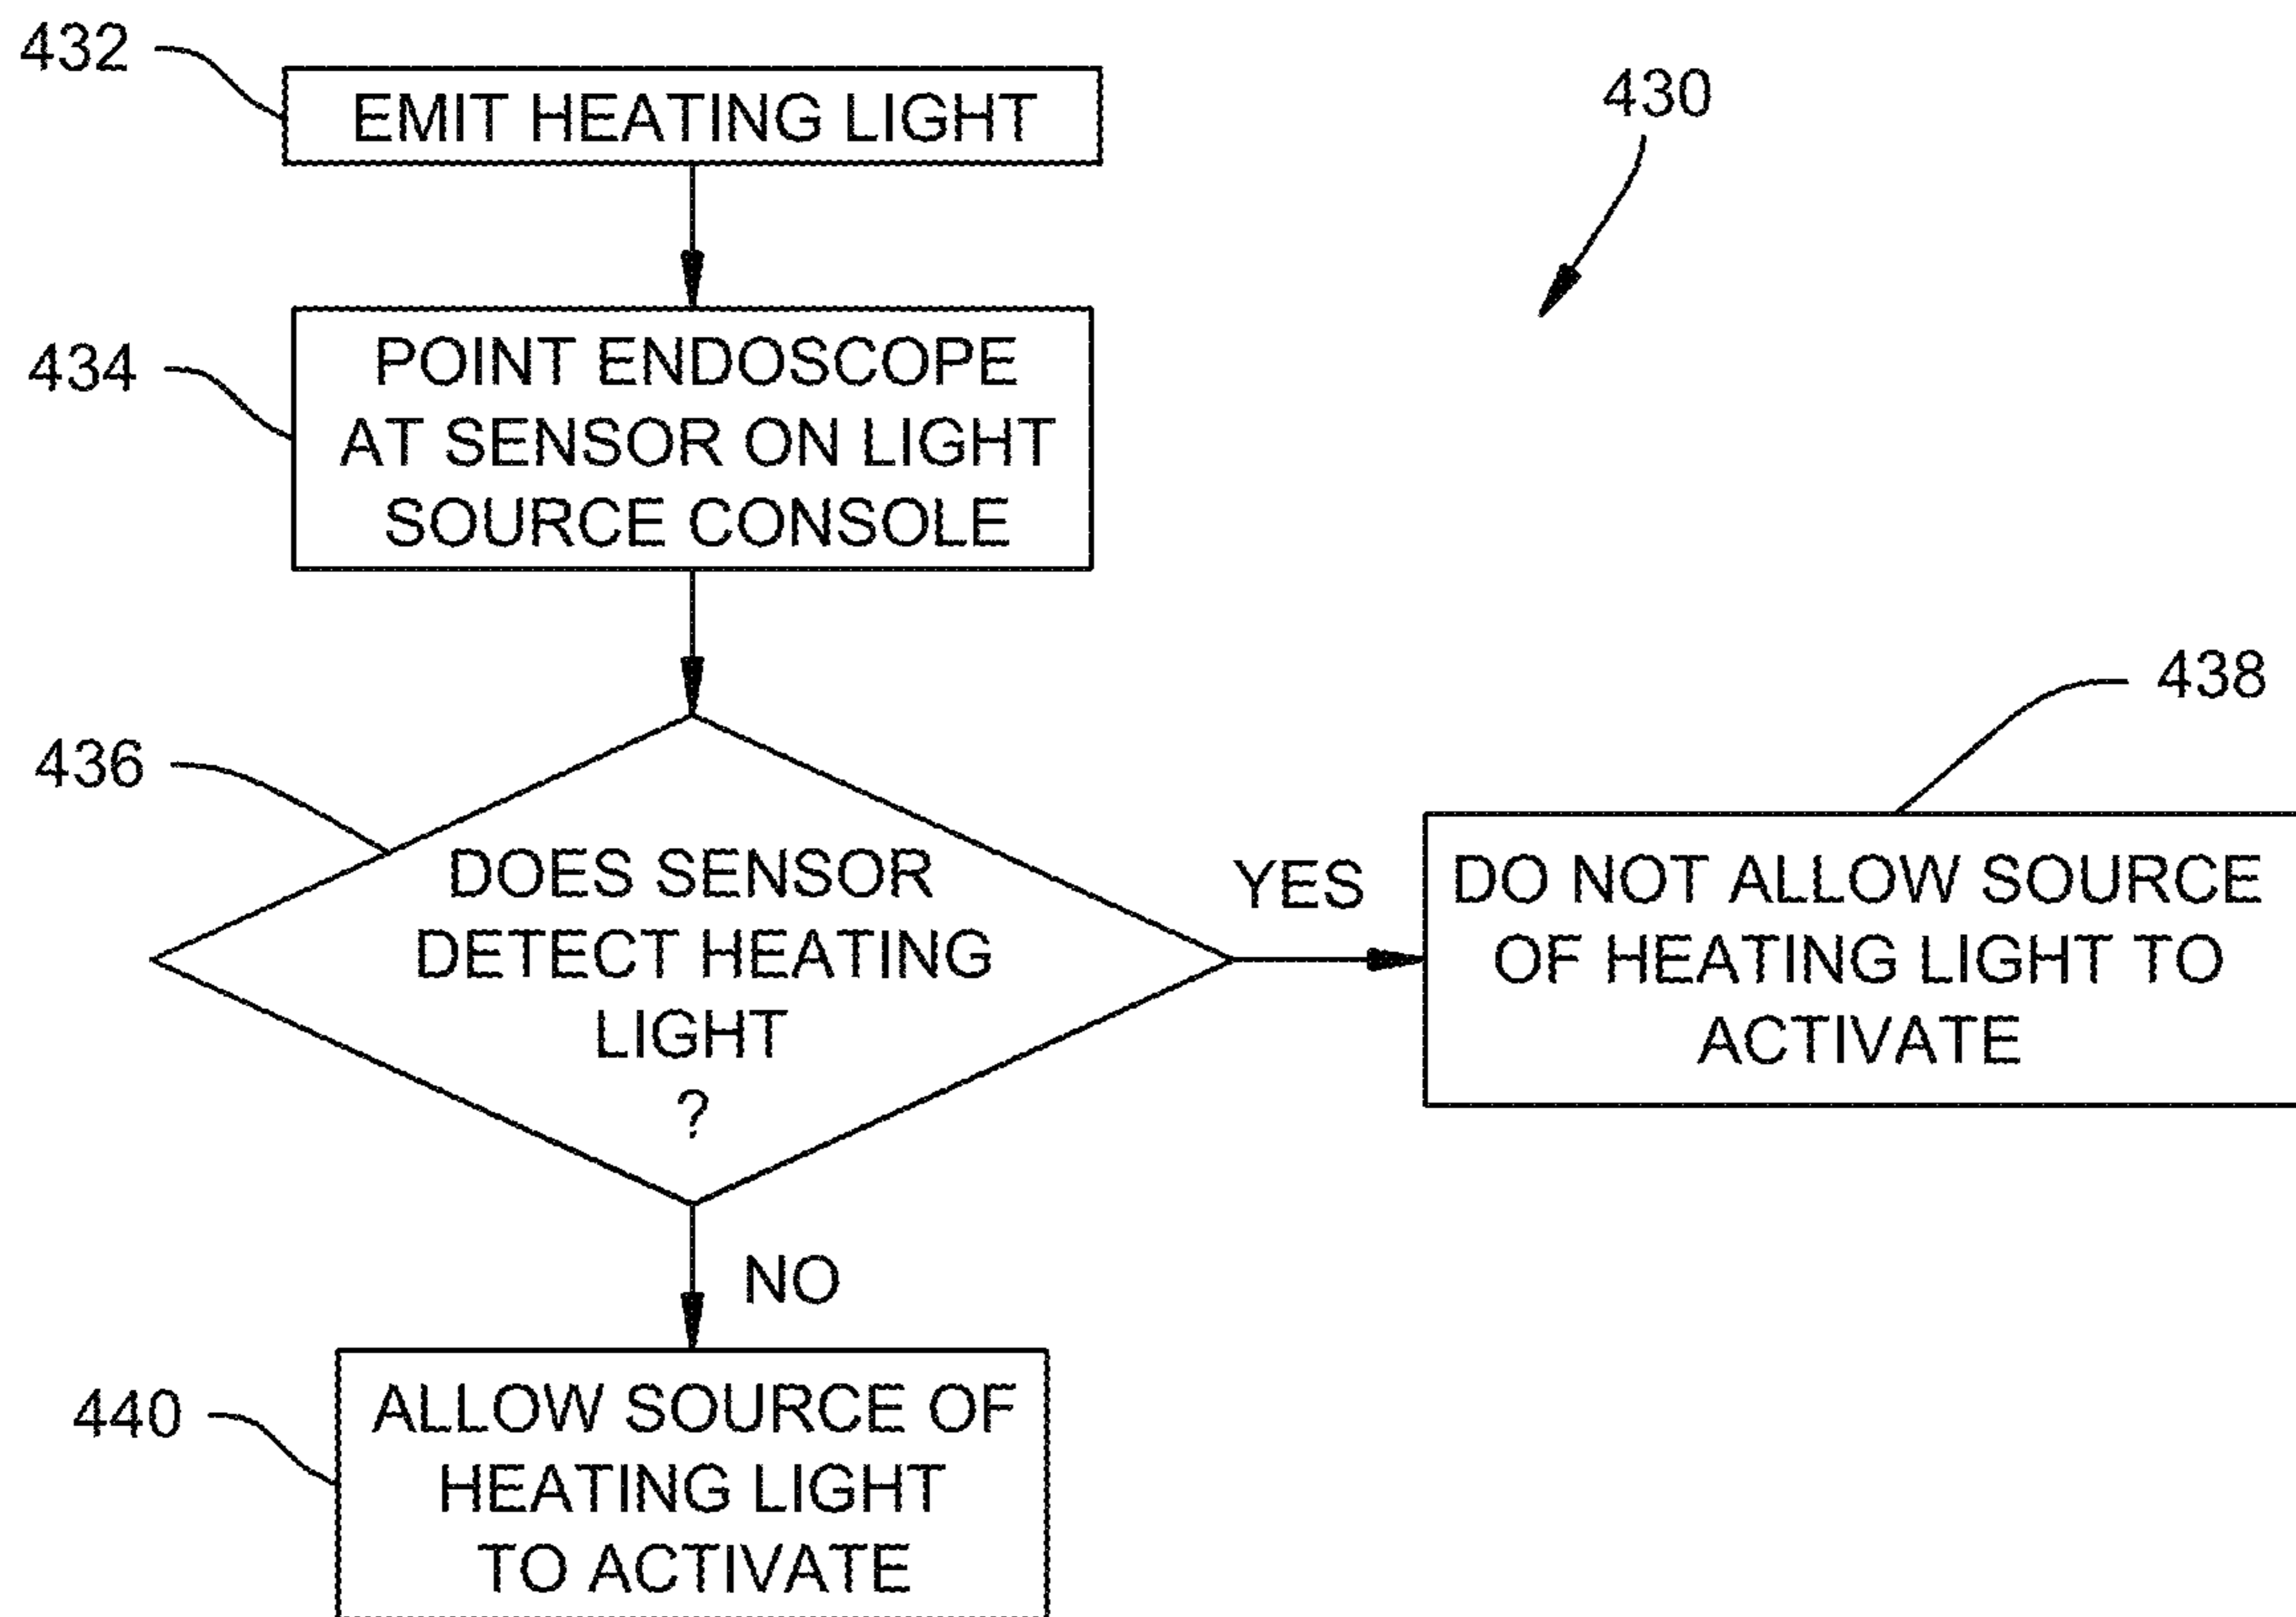 432
EMIT HEATING LIGHT
430
434
POINT ENDOSCOPE
AT SENSOR ON LIGHT
SOURCE CONSOLE
436
DOES SENSOR
DETECT HEATING
LIGHT
?
YES
438
DO NOT ALLOW SOURCE
OF HEATING LIGHT TO
ACTIVATE
NO
440
ALLOW SOURCE OF
HEATING LIGHT
TO ACTIVATE